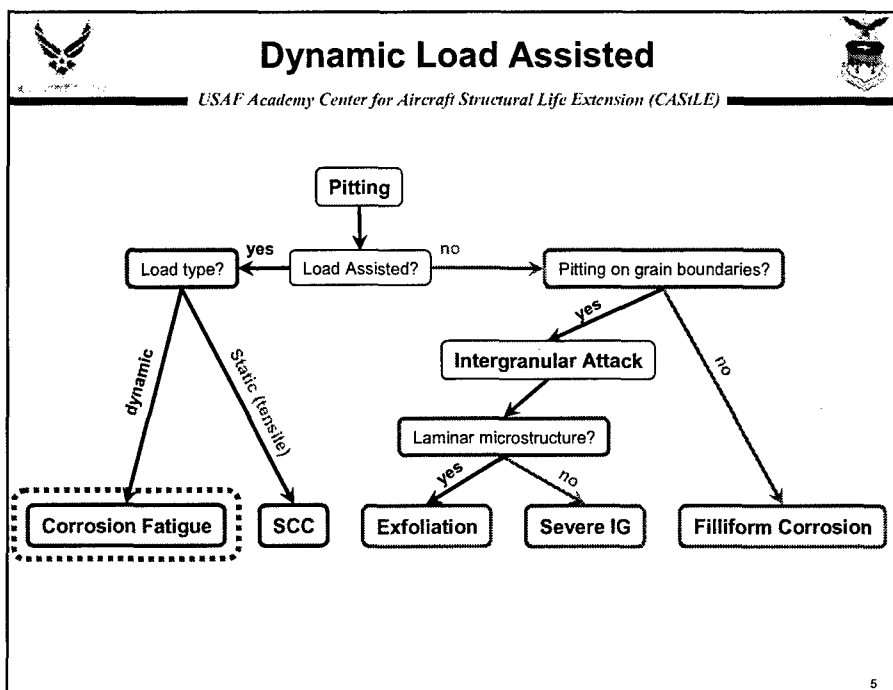 Dynamic Load Assisted
USAF Academy Center for Aircraft Structural Life Extension (CAStLE)
Pitting
yes
no
Load type?
Load Assisted?
Pitting on grain boundaries?
yes
Intergranular Attack
dynamic
Static (tensile)
no
Laminar microstructure?
yes
no
Corrosion Fatigue
SCC
Exfoliation
Severe IG
Filliform Corrosion
5